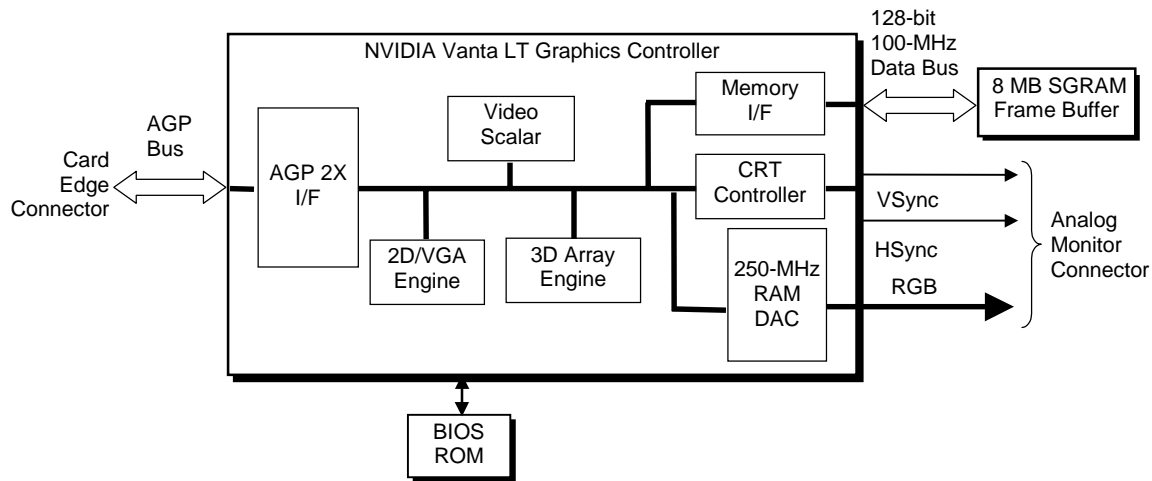 NVIDIA Vanta LT Graphics Controller
128-bit
100-MHz
Data Bus
AGP
Bus
Card
Edge
Connector
AGP 2X
I/F
Video
Scalar
2D/VGA
Engine
3D Array
Engine
Memory
I/F
CRT
Controller
250-MHz
RAM
DAC
8 MB SGRAM
Frame Buffer
VSync
HSync
RGB
Analog
Monitor
Connector
BIOS
ROM